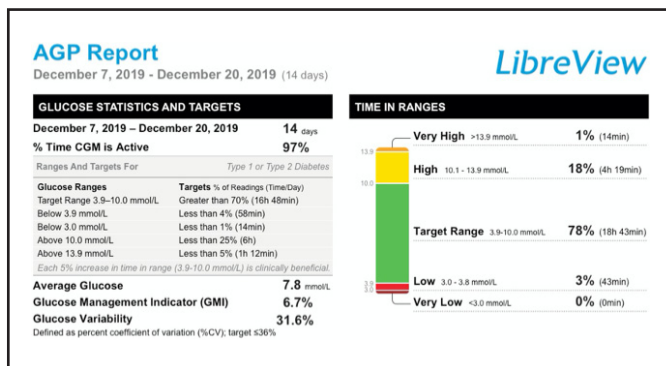 AGP Report
December 7, 2019 - December 20, 2019 (14 days)
LibreView
GLUCOSE STATISTICS AND TARGETS
December 7, 2019 – December 20, 2019 14 days
% Time CGM is Active 97%
Ranges And Targets For Type 1 or Type 2 Diabetes
Glucose Ranges Targets % of Readings (Time/Day)
Target Range 3.9–10.0 mmol/L Greater than 70% (16h 48min)
Below 3.9 mmol/L Less than 4% (58min)
Below 3.0 mmol/L Less than 1% (14min)
Above 10.0 mmol/L Less than 25% (6h)
Above 13.9 mmol/L Less than 5% (1h 12min)
Each 5% increase in time in range (3.9-10.0 mmol/L) is clinically beneficial.
Average Glucose 7.8 mmol/L
Glucose Management Indicator (GMI) 6.7%
Glucose Variability 31.6%
Defined as percent coefficient of variation (%CV); target ≤36%
TIME IN RANGES
Very High >13.9 mmol/L 1% (14min)
13.9
High 10.1 - 13.9 mmol/L 18% (4h 19min)
10.0
Target Range 3.9-10.0 mmol/L 78% (18h 43min)
Low 3.0 - 3.8 mmol/L 3% (43min)
3.9
3.0
Very Low <3.0 mmol/L 0% (0min)